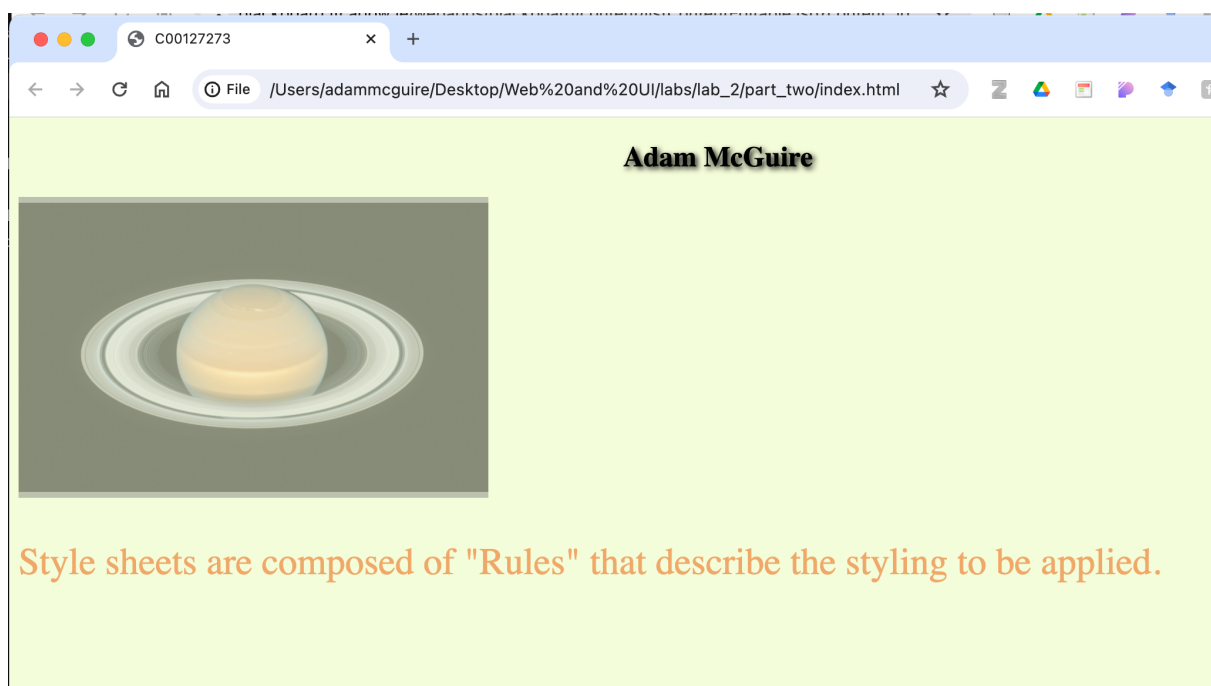 C00127273
File /Users/adammcguire/Desktop/Web%20and%20UI/labs/lab_2/part_two/index.html
Adam McGuire
Style sheets are composed of "Rules" that describe the styling to be applied.